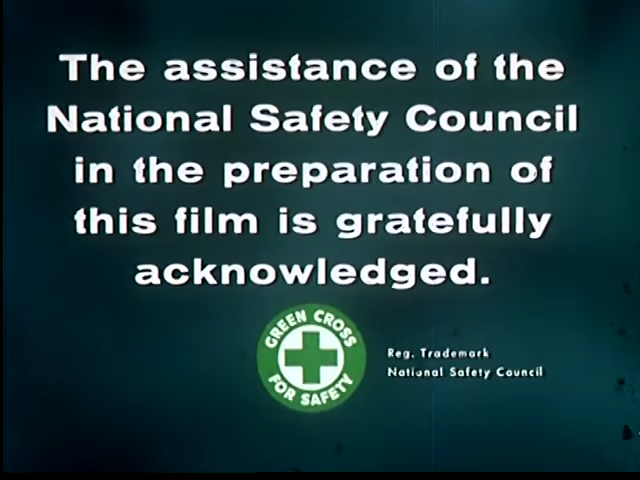 The assistance of the
National Safety Council
in the preparation of
this film is gratefully
acknowledged.
GREEN CROSS
FOR SAFETY
Reg. Trademark
National Safety Council